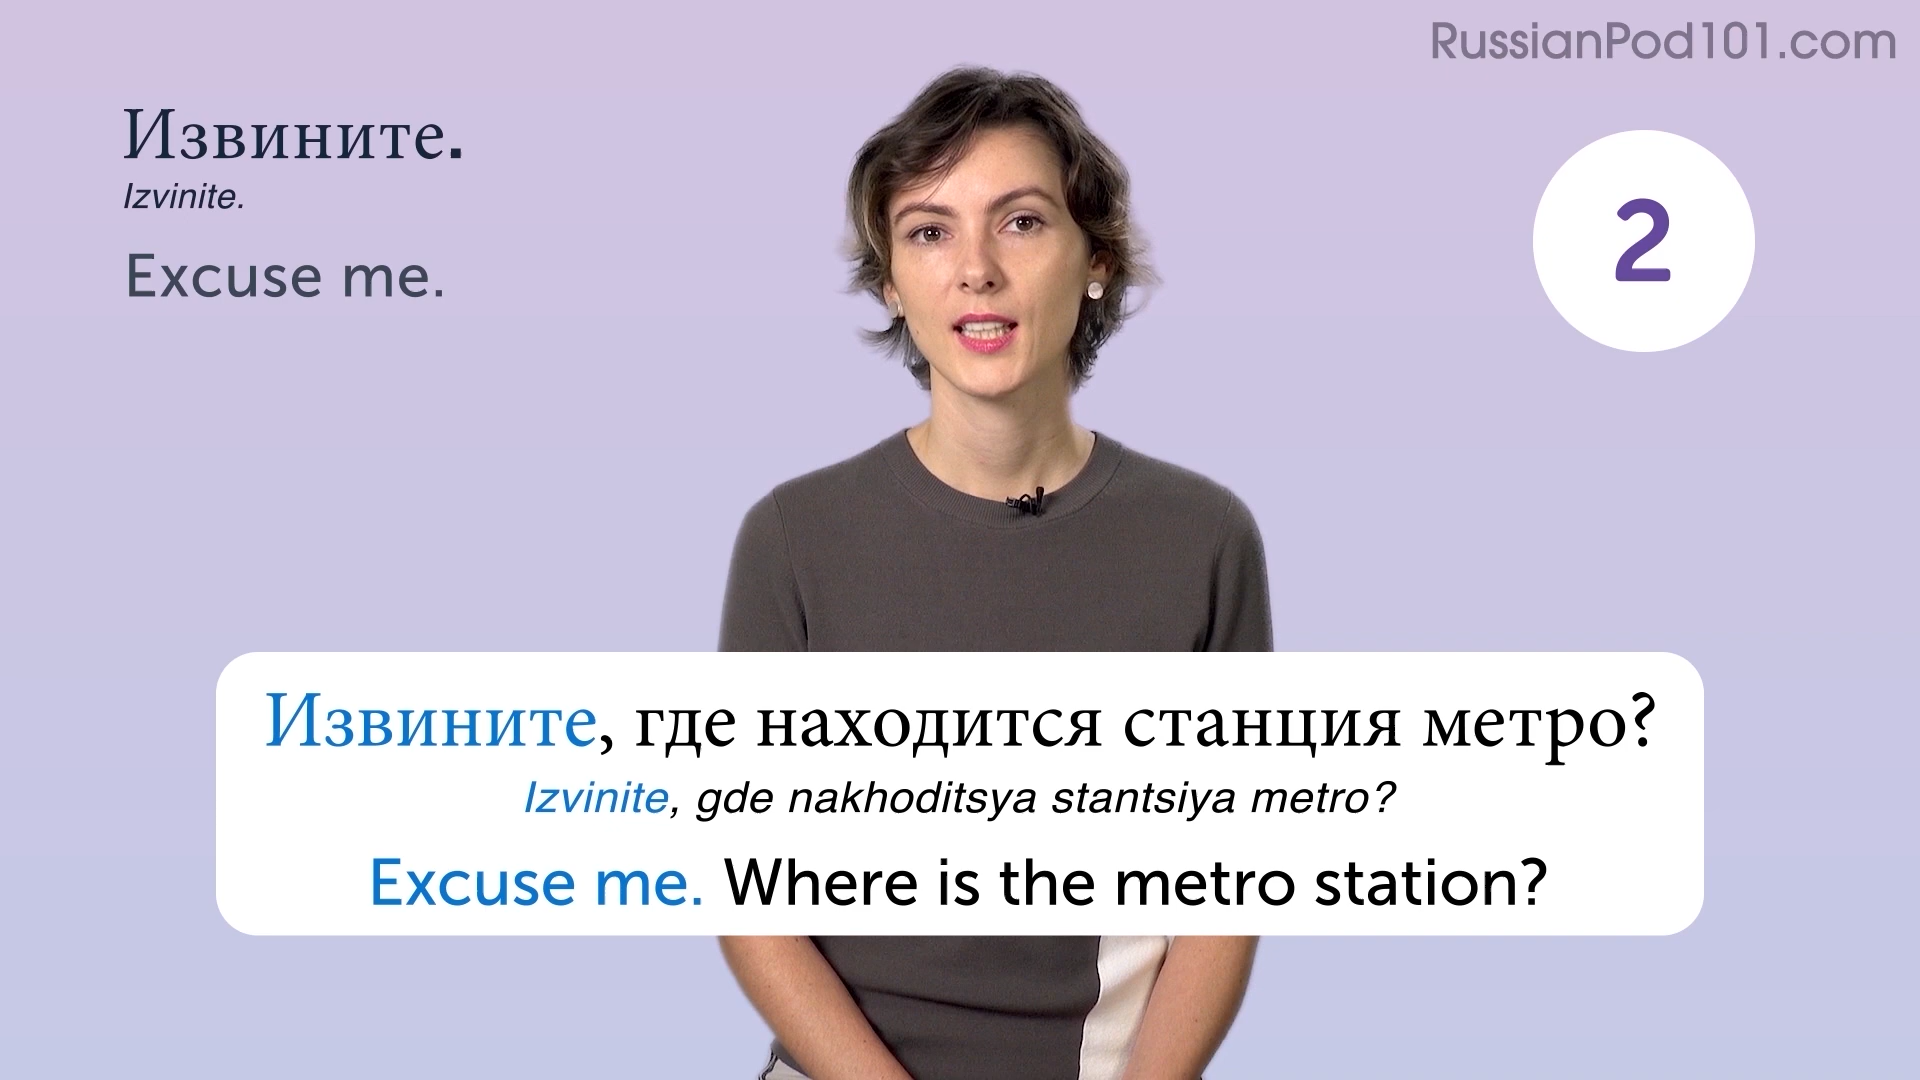 RussianPod101.com
Извините.
Izvinite.
Excuse me.
2
Извините, где находится станция метро?
Izvinite, gde nakhoditsya stantsiya metro?
Excuse me. Where is the metro station?